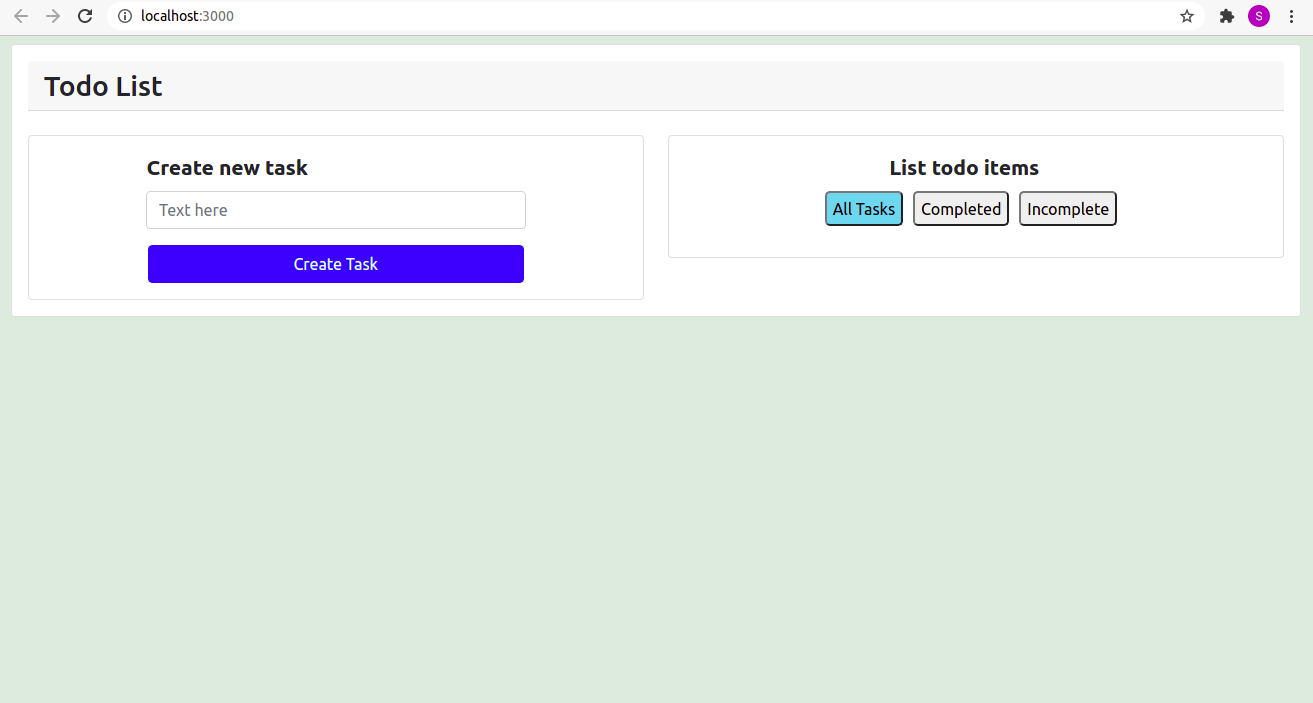 localhost:3000
S
Todo List
Create new task
Text here
Create Task
List todo items
All Tasks Completed Incomplete